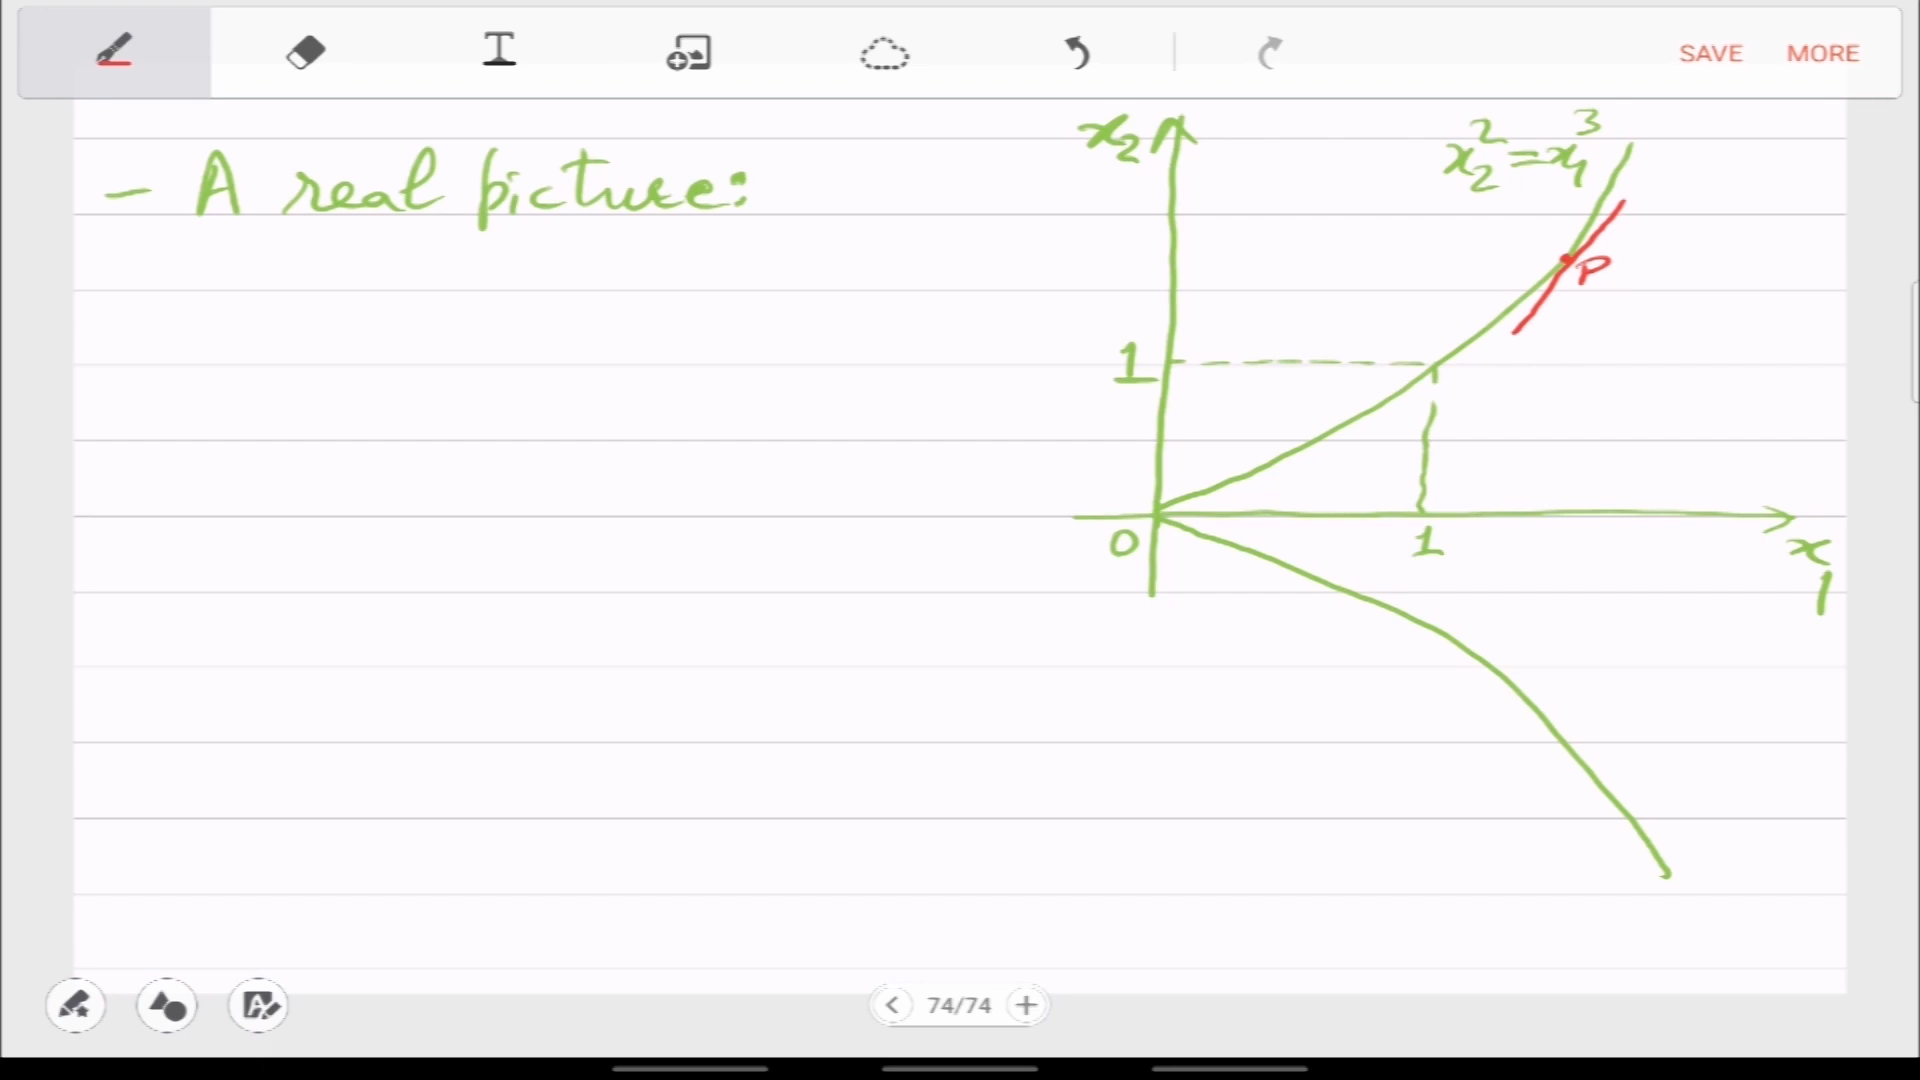 SAVE MORE
- A real picture:
x₂
x₂² = x₁³
P
1
0
1
x₁
74/74